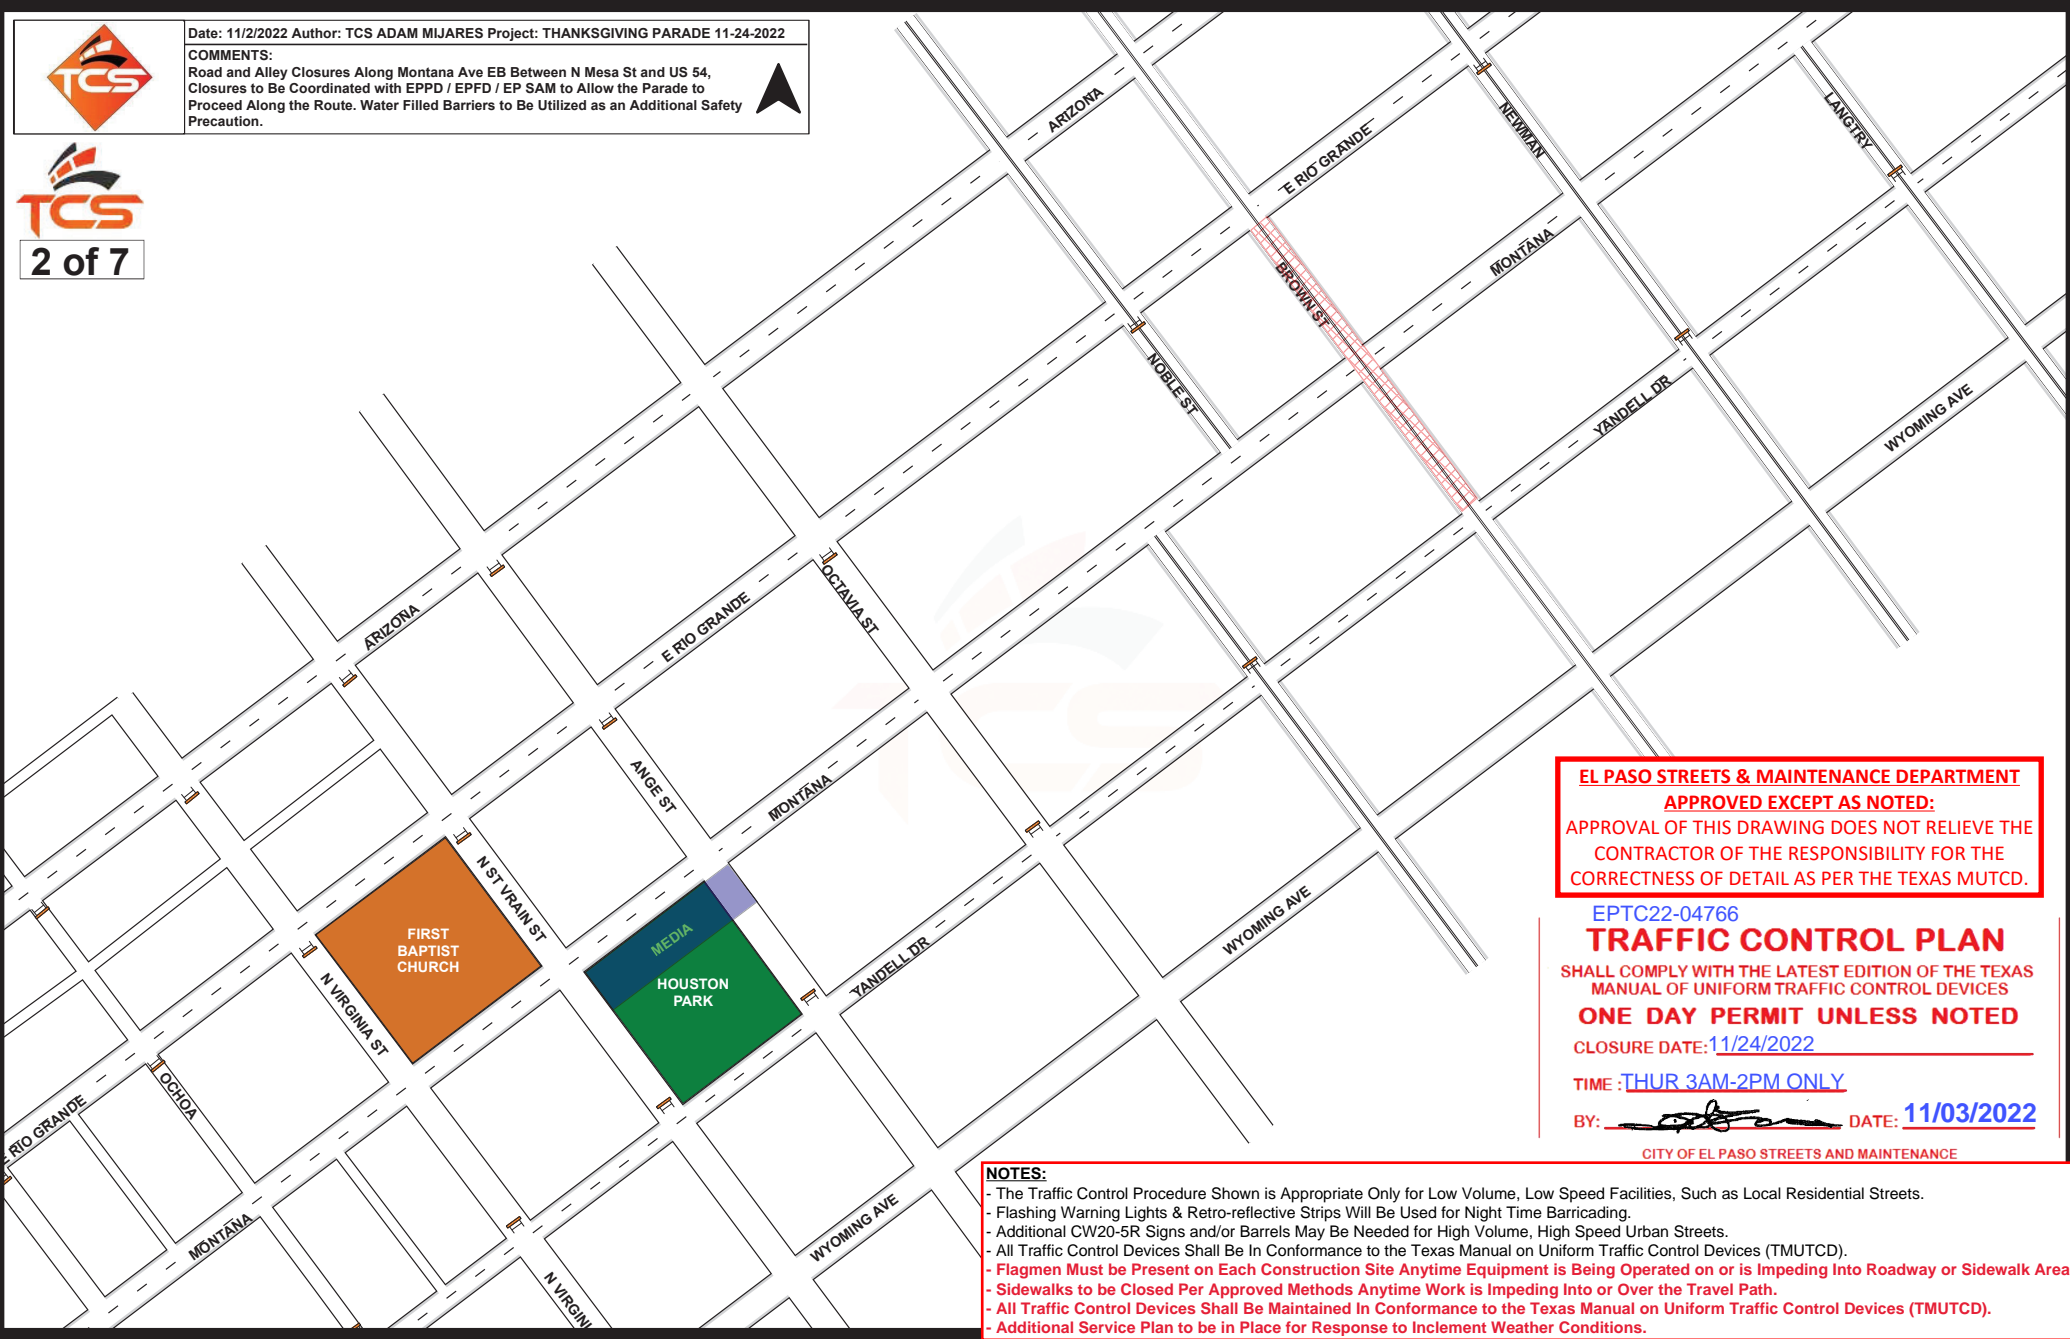 TCS
Date: 11/2/2022 Author: TCS ADAM MIJARES Project: THANKSGIVING PARADE 11-24-2022
COMMENTS:
Road and Alley Closures Along Montana Ave EB Between N Mesa St and US 54,
Closures to Be Coordinated with EPPD / EPFD / EP SAM to Allow the Parade to
Proceed Along the Route. Water Filled Barriers to Be Utilized as an Additional Safety
Precaution.
TCS
2 of 7
ARIZONA
E RIO GRANDE
NEWMAN
LANGTRY
BROWN ST
MONTANA
NOBLE ST
YANDELL DR
WYOMING AVE
OCTAVIA ST
ARIZONA
E RIO GRANDE
TCS
ANGE ST
MONTANA
N ST VRAIN ST
FIRST
BAPTIST
CHURCH
MEDIA
HOUSTON
PARK
YANDELL DR
WYOMING AVE
N VIRGINIA ST
OCHOA
E RIO GRANDE
MONTANA
N VIRGINI
WYOMING AVE
EL PASO STREETS & MAINTENANCE DEPARTMENT
APPROVED EXCEPT AS NOTED:
APPROVAL OF THIS DRAWING DOES NOT RELIEVE THE
CONTRACTOR OF THE RESPONSIBILITY FOR THE
CORRECTNESS OF DETAIL AS PER THE TEXAS MUTCD.
EPTC22-04766
TRAFFIC CONTROL PLAN
SHALL COMPLY WITH THE LATEST EDITION OF THE TEXAS
MANUAL OF UNIFORM TRAFFIC CONTROL DEVICES
ONE DAY PERMIT UNLESS NOTED
CLOSURE DATE: 11/24/2022
TIME : THUR 3AM-2PM ONLY
BY: DATE: 11/03/2022
CITY OF EL PASO STREETS AND MAINTENANCE
NOTES:
- The Traffic Control Procedure Shown is Appropriate Only for Low Volume, Low Speed Facilities, Such as Local Residential Streets.
- Flashing Warning Lights & Retro-reflective Strips Will Be Used for Night Time Barricading.
- Additional CW20-5R Signs and/or Barrels May Be Needed for High Volume, High Speed Urban Streets.
- All Traffic Control Devices Shall Be In Conformance to the Texas Manual on Uniform Traffic Control Devices (TMUTCD).
- Flagmen Must be Present on Each Construction Site Anytime Equipment is Being Operated on or is Impeding Into Roadway or Sidewalk Area
- Sidewalks to be Closed Per Approved Methods Anytime Work is Impeding Into or Over the Travel Path.
- All Traffic Control Devices Shall Be Maintained In Conformance to the Texas Manual on Uniform Traffic Control Devices (TMUTCD).
- Additional Service Plan to be in Place for Response to Inclement Weather Conditions.